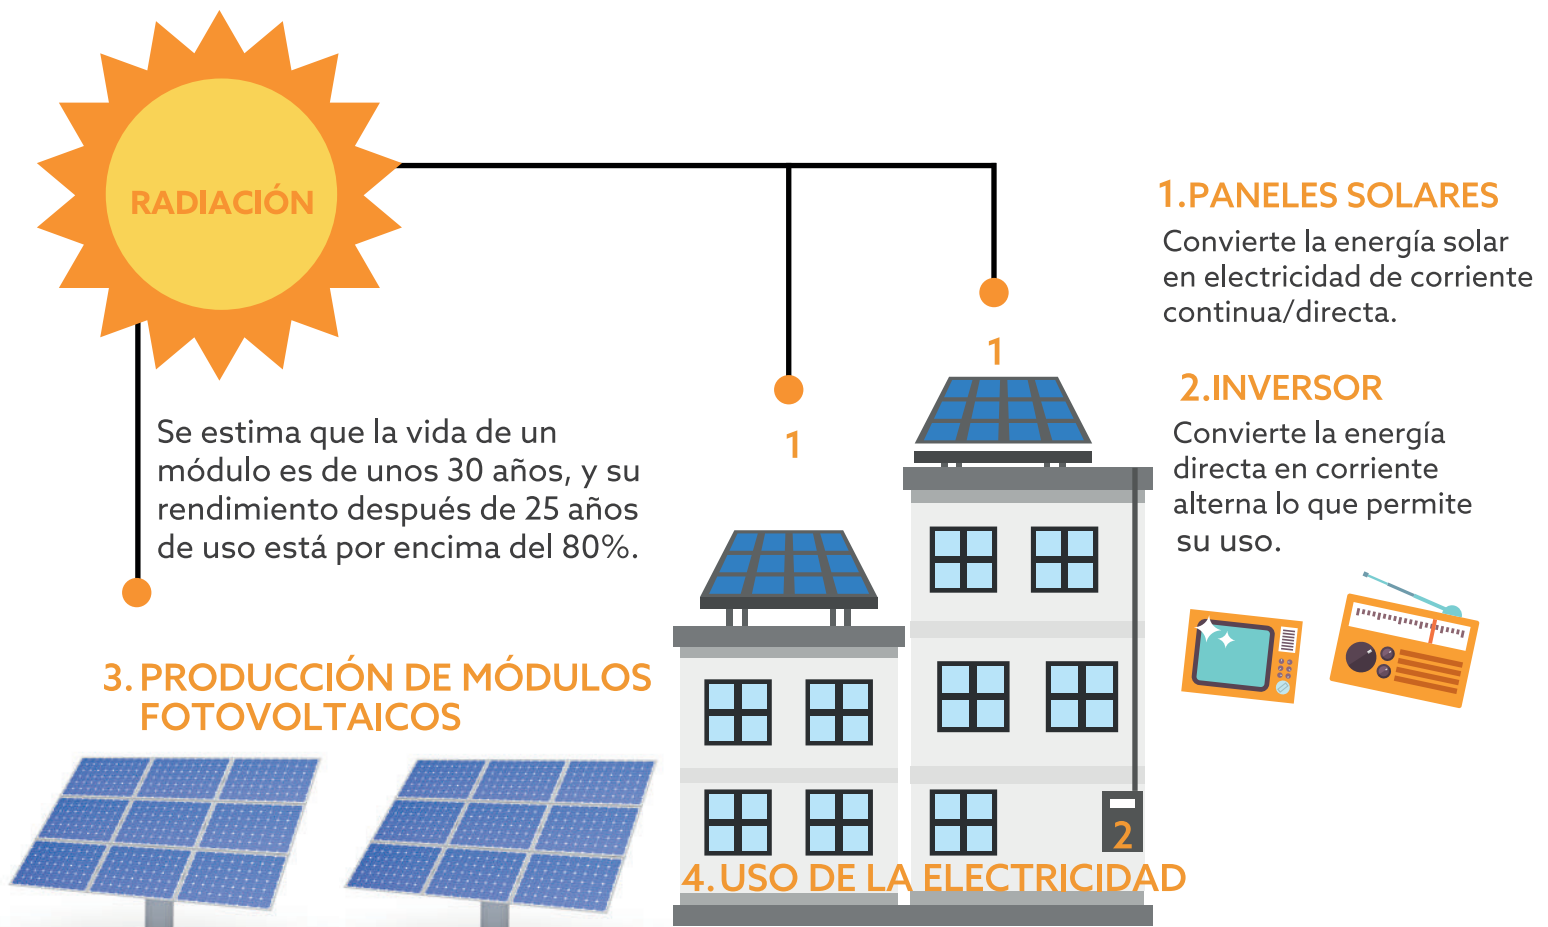 RADIACIÓN
1.PANELES SOLARES
Convierte la energía solar
en electricidad de corriente
continua/directa.
1
1
2.INVERSOR
Convierte la energía
directa en corriente
alterna lo que permite
su uso.
Se estima que la vida de un
módulo es de unos 30 años, y su
rendimiento después de 25 años
de uso está por encima del 80%.
3. PRODUCCIÓN DE MÓDULOS
FOTOVOLTAICOS
2
4.USO DE LA ELECTRICIDAD